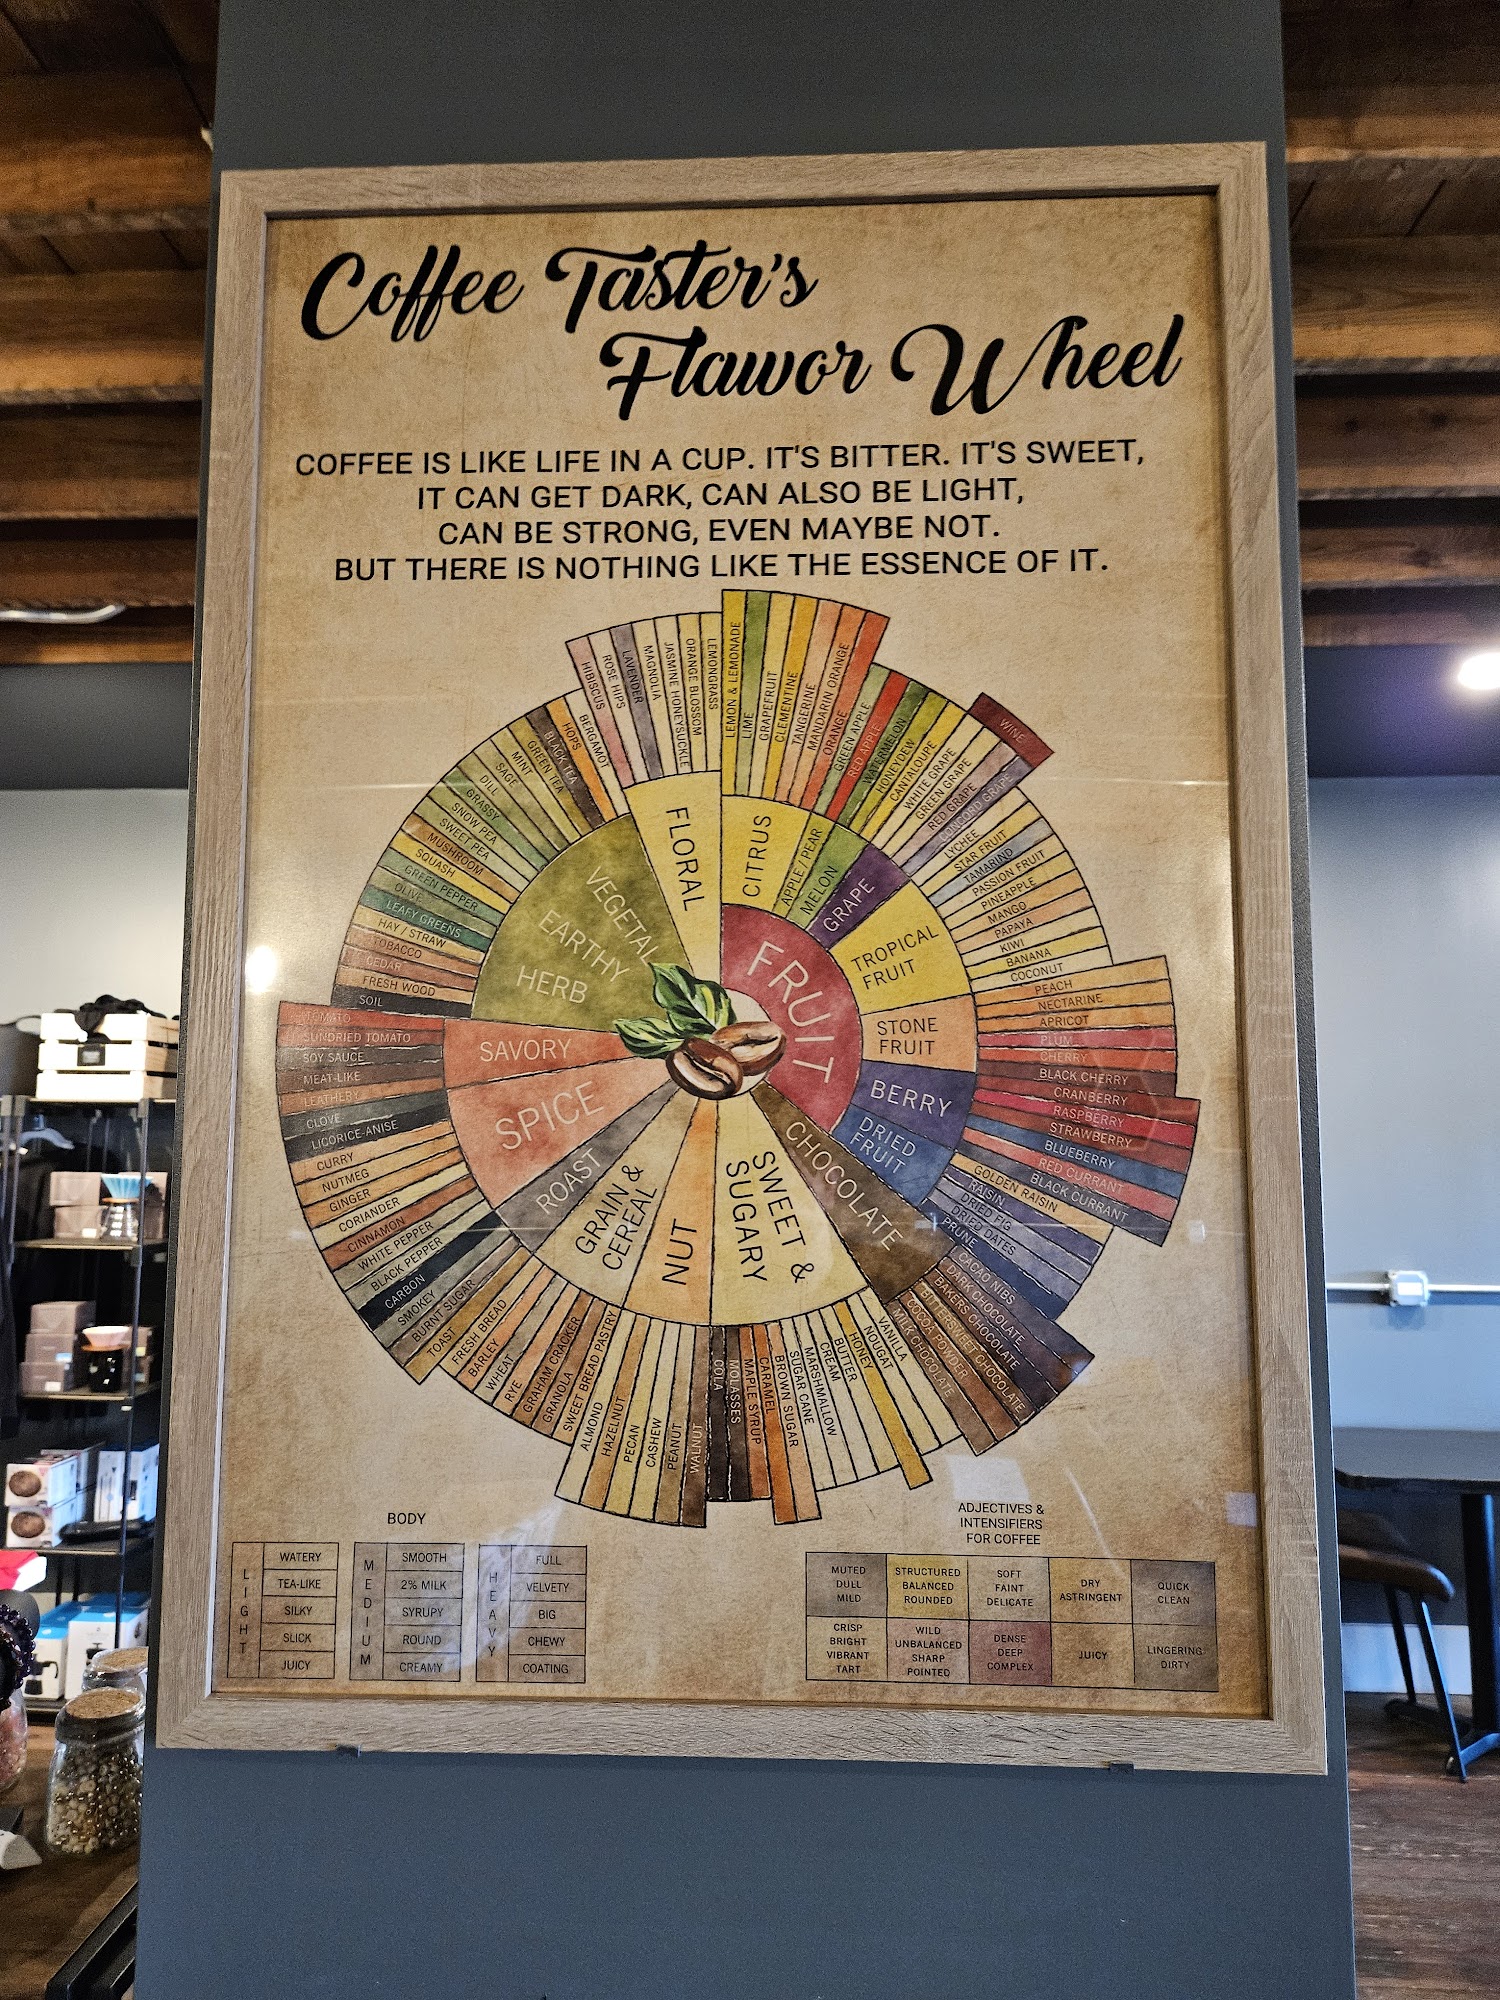 Coffee Taster's
Flawor Wheel
COFFEE IS LIKE LIFE IN A CUP. IT'S BITTER. IT'S SWEET,
IT CAN GET DARK, CAN ALSO BE LIGHT,
CAN BE STRONG, EVEN MAYBE NOT.
BUT THERE IS NOTHING LIKE THE ESSENCE OF IT.
FRUIT
CITRUS
APPLE / PEAR
MELON
GRAPE
TROPICAL
FRUIT
STONE
FRUIT
BERRY
DRIED
FRUIT
CHOCOLATE
SWEET &
SUGARY
NUT
GRAIN &
CEREAL
ROAST
SPICE
SAVORY
VEGETAL
EARTHY
HERB
FLORAL
LEMON & LEMONADE
LIME
GRAPEFRUIT
CLEMENTINE
TANGERINE
MANDARIN ORANGE
ORANGE
GREEN APPLE
RED APPLE
WATERMELON
HONEYDEW
CANTALOUPE
WHITE GRAPE
GREEN GRAPE
RED GRAPE
CONCORD GRAPE
WINE
LYCHEE
STAR FRUIT
TAMARIND
PASSION FRUIT
PINEAPPLE
MANGO
PAPAYA
KIWI
BANANA
COCONUT
PEACH
NECTARINE
APRICOT
PLUM
CHERRY
BLACK CHERRY
CRANBERRY
RASPBERRY
STRAWBERRY
BLUEBERRY
RED CURRANT
BLACK CURRANT
GOLDEN RAISIN
RAISIN
DRIED FIG
DRIED DATES
PRUNE
CACAO NIBS
DARK CHOCOLATE
BAKERS CHOCOLATE
BITTERSWEET CHOCOLATE
COCOA POWDER
MILK CHOCOLATE
VANILLA
NOUGAT
HONEY
BUTTER
CREAM
MARSHMALLOW
SUGAR CANE
BROWN SUGAR
CARAMEL
MAPLE SYRUP
MOLASSES
COLA
WALNUT
PEANUT
CASHEW
PECAN
HAZELNUT
ALMOND
SWEET BREAD PASTRY
GRANOLA
GRAHAM CRACKER
RYE
WHEAT
BARLEY
FRESH BREAD
TOAST
BURNT SUGAR
SMOKEY
CARBON
BLACK PEPPER
WHITE PEPPER
CINNAMON
CORIANDER
GINGER
NUTMEG
CURRY
LICORICE-ANISE
CLOVE
LEATHERY
MEAT-LIKE
SOY SAUCE
SUNDRIED TOMATO
TOMATO
SOIL
FRESH WOOD
CEDAR
TOBACCO
HAY / STRAW
LEAFY GREENS
OLIVE
GREEN PEPPER
SQUASH
MUSHROOM
SWEET PEA
SNOW PEA
GRASSY
DILL
SAGE
MINT
GREEN TEA
BLACK TEA
HOPS
BERGAMOT
HIBISCUS
ROSE HIPS
LAVENDER
MAGNOLIA
JASMINE HONEYSUCKLE
ORANGE BLOSSOM
LEMONGRASS
BODY
LIGHT
WATERY
TEA-LIKE
SILKY
SLICK
JUICY
MEDIUM
SMOOTH
2% MILK
SYRUPY
ROUND
CREAMY
HEAVY
FULL
VELVETY
BIG
CHEWY
COATING
ADJECTIVES &
INTENSIFIERS
FOR COFFEE
MUTED
DULL
MILD
STRUCTURED
BALANCED
ROUNDED
SOFT
FAINT
DELICATE
DRY
ASTRINGENT
QUICK
CLEAN
CRISP
BRIGHT
VIBRANT
TART
WILD
UNBALANCED
SHARP
POINTED
DENSE
DEEP
COMPLEX
JUICY
LINGERING
DIRTY